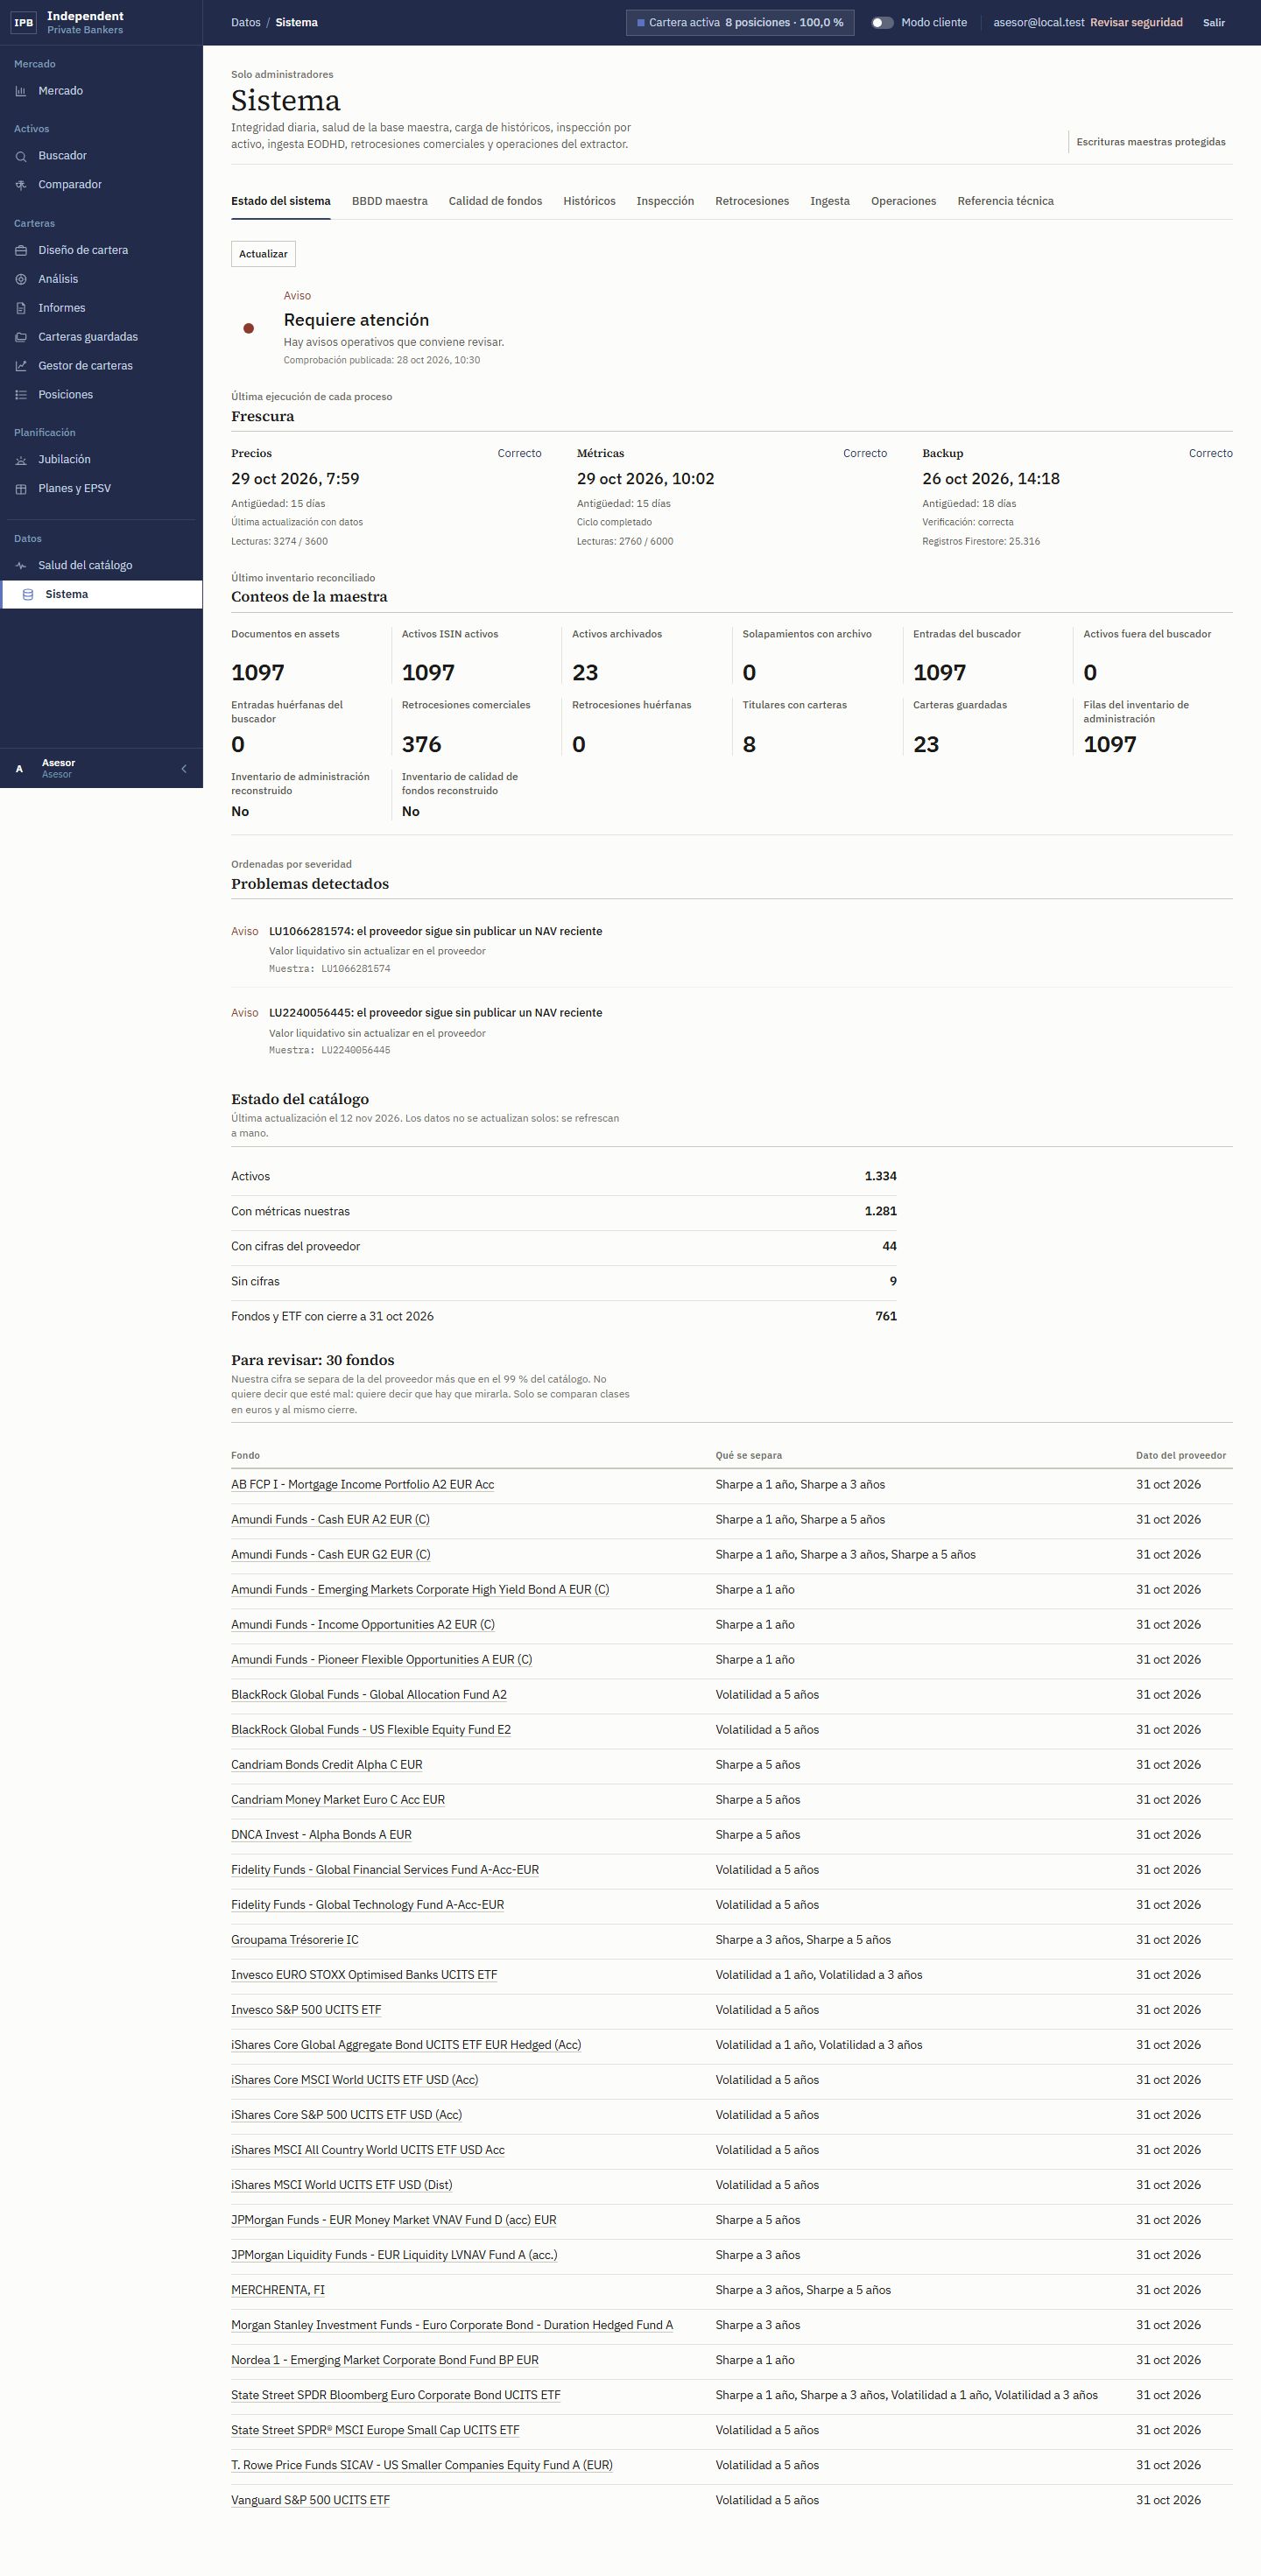 IPB
Independent
Private Bankers
Datos / Sistema
Cartera activa 8 posiciones · 100,0 %
Modo cliente
asesor@local.test Revisar seguridad
Salir
Mercado
Mercado
Activos
Buscador
Comparador
Carteras
Diseño de cartera
Análisis
Informes
Carteras guardadas
Gestor de carteras
Posiciones
Planificación
Jubilación
Planes y EPSV
Datos
Salud del catálogo
Sistema
A
Asesor
Asesor
Solo administradores
Sistema
Integridad diaria, salud de la base maestra, carga de históricos, inspección por
activo, ingesta EODHD, retrocesiones comerciales y operaciones del extractor.
Escrituras maestras protegidas
Estado del sistema BBDD maestra Calidad de fondos Históricos Inspección Retrocesiones Ingesta Operaciones Referencia técnica
Actualizar
Aviso
Requiere atención
Hay avisos operativos que conviene revisar.
Comprobación publicada: 28 oct 2026, 10:30
Última ejecución de cada proceso
Frescura
Precios Correcto
29 oct 2026, 7:59
Antigüedad: 15 días
Última actualización con datos
Lecturas: 3274 / 3600
Métricas Correcto
29 oct 2026, 10:02
Antigüedad: 15 días
Ciclo completado
Lecturas: 2760 / 6000
Backup Correcto
26 oct 2026, 14:18
Antigüedad: 18 días
Verificación: correcta
Registros Firestore: 25.316
Último inventario reconciliado
Conteos de la maestra
Documentos en assets
1097
Activos ISIN activos
1097
Activos archivados
23
Solapamientos con archivo
0
Entradas del buscador
1097
Activos fuera del buscador
0
Entradas huérfanas del
buscador
0
Retrocesiones comerciales
376
Retrocesiones huérfanas
0
Titulares con carteras
8
Carteras guardadas
23
Filas del inventario de
administración
1097
Inventario de administración
reconstruido
No
Inventario de calidad de
fondos reconstruido
No
Ordenadas por severidad
Problemas detectados
Aviso LU1066281574: el proveedor sigue sin publicar un NAV reciente
Valor liquidativo sin actualizar en el proveedor
Muestra: LU1066281574
Aviso LU2240056445: el proveedor sigue sin publicar un NAV reciente
Valor liquidativo sin actualizar en el proveedor
Muestra: LU2240056445
Estado del catálogo
Última actualización el 12 nov 2026. Los datos no se actualizan solos: se refrescan
a mano.
Activos 1.334
Con métricas nuestras 1.281
Con cifras del proveedor 44
Sin cifras 9
Fondos y ETF con cierre a 31 oct 2026 761
Para revisar: 30 fondos
Nuestra cifra se separa de la del proveedor más que en el 99 % del catálogo. No
quiere decir que esté mal: quiere decir que hay que mirarla. Solo se comparan clases
en euros y al mismo cierre.
Fondo Qué se separa Dato del proveedor
AB FCP I - Mortgage Income Portfolio A2 EUR Acc Sharpe a 1 año, Sharpe a 3 años 31 oct 2026
Amundi Funds - Cash EUR A2 EUR (C) Sharpe a 1 año, Sharpe a 5 años 31 oct 2026
Amundi Funds - Cash EUR G2 EUR (C) Sharpe a 1 año, Sharpe a 3 años, Sharpe a 5 años 31 oct 2026
Amundi Funds - Emerging Markets Corporate High Yield Bond A EUR (C) Sharpe a 1 año 31 oct 2026
Amundi Funds - Income Opportunities A2 EUR (C) Sharpe a 1 año 31 oct 2026
Amundi Funds - Pioneer Flexible Opportunities A EUR (C) Sharpe a 1 año 31 oct 2026
BlackRock Global Funds - Global Allocation Fund A2 Volatilidad a 5 años 31 oct 2026
BlackRock Global Funds - US Flexible Equity Fund E2 Volatilidad a 5 años 31 oct 2026
Candriam Bonds Credit Alpha C EUR Sharpe a 5 años 31 oct 2026
Candriam Money Market Euro C Acc EUR Sharpe a 5 años 31 oct 2026
DNCA Invest - Alpha Bonds A EUR Sharpe a 5 años 31 oct 2026
Fidelity Funds - Global Financial Services Fund A-Acc-EUR Volatilidad a 5 años 31 oct 2026
Fidelity Funds - Global Technology Fund A-Acc-EUR Volatilidad a 5 años 31 oct 2026
Groupama Trésorerie IC Sharpe a 3 años, Sharpe a 5 años 31 oct 2026
Invesco EURO STOXX Optimised Banks UCITS ETF Volatilidad a 1 año, Volatilidad a 3 años 31 oct 2026
Invesco S&P 500 UCITS ETF Volatilidad a 5 años 31 oct 2026
iShares Core Global Aggregate Bond UCITS ETF EUR Hedged (Acc) Volatilidad a 1 año, Volatilidad a 3 años 31 oct 2026
iShares Core MSCI World UCITS ETF USD (Acc) Volatilidad a 5 años 31 oct 2026
iShares Core S&P 500 UCITS ETF USD (Acc) Volatilidad a 5 años 31 oct 2026
iShares MSCI All Country World UCITS ETF USD Acc Volatilidad a 5 años 31 oct 2026
iShares MSCI World UCITS ETF USD (Dist) Volatilidad a 5 años 31 oct 2026
JPMorgan Funds - EUR Money Market VNAV Fund D (acc) EUR Sharpe a 5 años 31 oct 2026
JPMorgan Liquidity Funds - EUR Liquidity LVNAV Fund A (acc.) Sharpe a 3 años 31 oct 2026
MERCHRENTA, FI Sharpe a 3 años, Sharpe a 5 años 31 oct 2026
Morgan Stanley Investment Funds - Euro Corporate Bond - Duration Hedged Fund A Sharpe a 3 años 31 oct 2026
Nordea 1 - Emerging Market Corporate Bond Fund BP EUR Sharpe a 1 año 31 oct 2026
State Street SPDR Bloomberg Euro Corporate Bond UCITS ETF Sharpe a 1 año, Sharpe a 3 años, Volatilidad a 1 año, Volatilidad a 3 años 31 oct 2026
State Street SPDR® MSCI Europe Small Cap UCITS ETF Volatilidad a 5 años 31 oct 2026
T. Rowe Price Funds SICAV - US Smaller Companies Equity Fund A (EUR) Volatilidad a 5 años 31 oct 2026
Vanguard S&P 500 UCITS ETF Volatilidad a 5 años 31 oct 2026